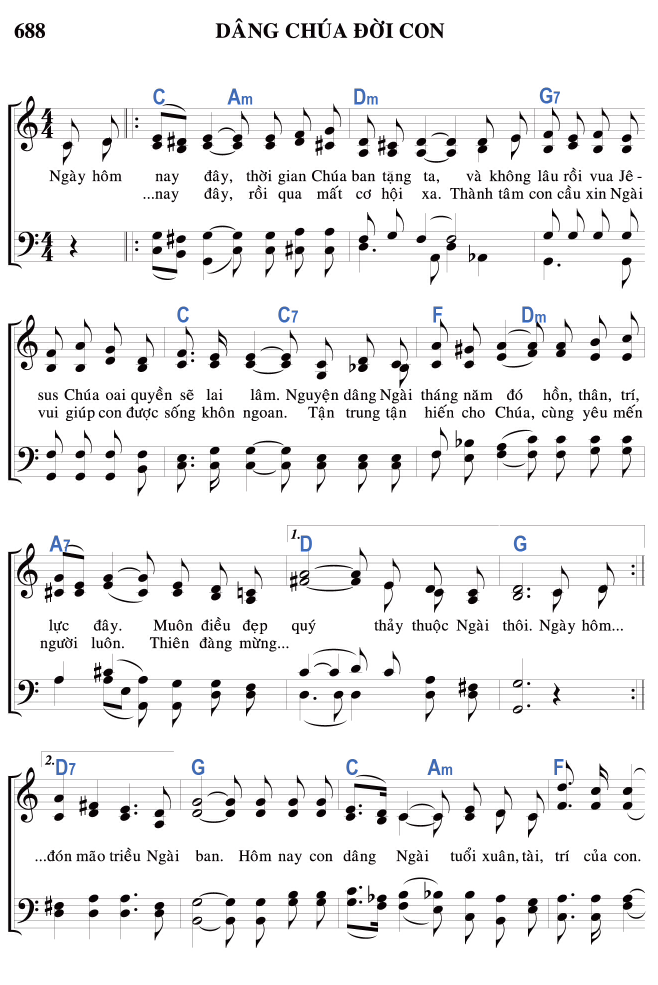 688 DÂNG CHÚA ĐỜI CON
C Am Dm G7
Ngày hôm nay đây, thời gian Chúa ban tặng ta, và không lâu rồi vua Jê -
...nay đây, rồi qua mất cơ hội xa. Thành tâm con cầu xin Ngài
C C7 F Dm
sus Chúa oai quyền sẽ lai lâm. Nguyện dâng Ngài tháng năm đó hồn, thân, trí,
vui giúp con được sống khôn ngoan. Tận trung tận hiến cho Chúa, cùng yêu mến
1.
A7 D G
lực đây. Muôn điều đẹp quý thảy thuộc Ngài thôi. Ngày hôm...
người luôn. Thiên đàng mừng...
2.
D7 G C Am F
...đón mão triều Ngài ban. Hôm nay con dâng Ngài tuổi xuân, tài, trí của con.